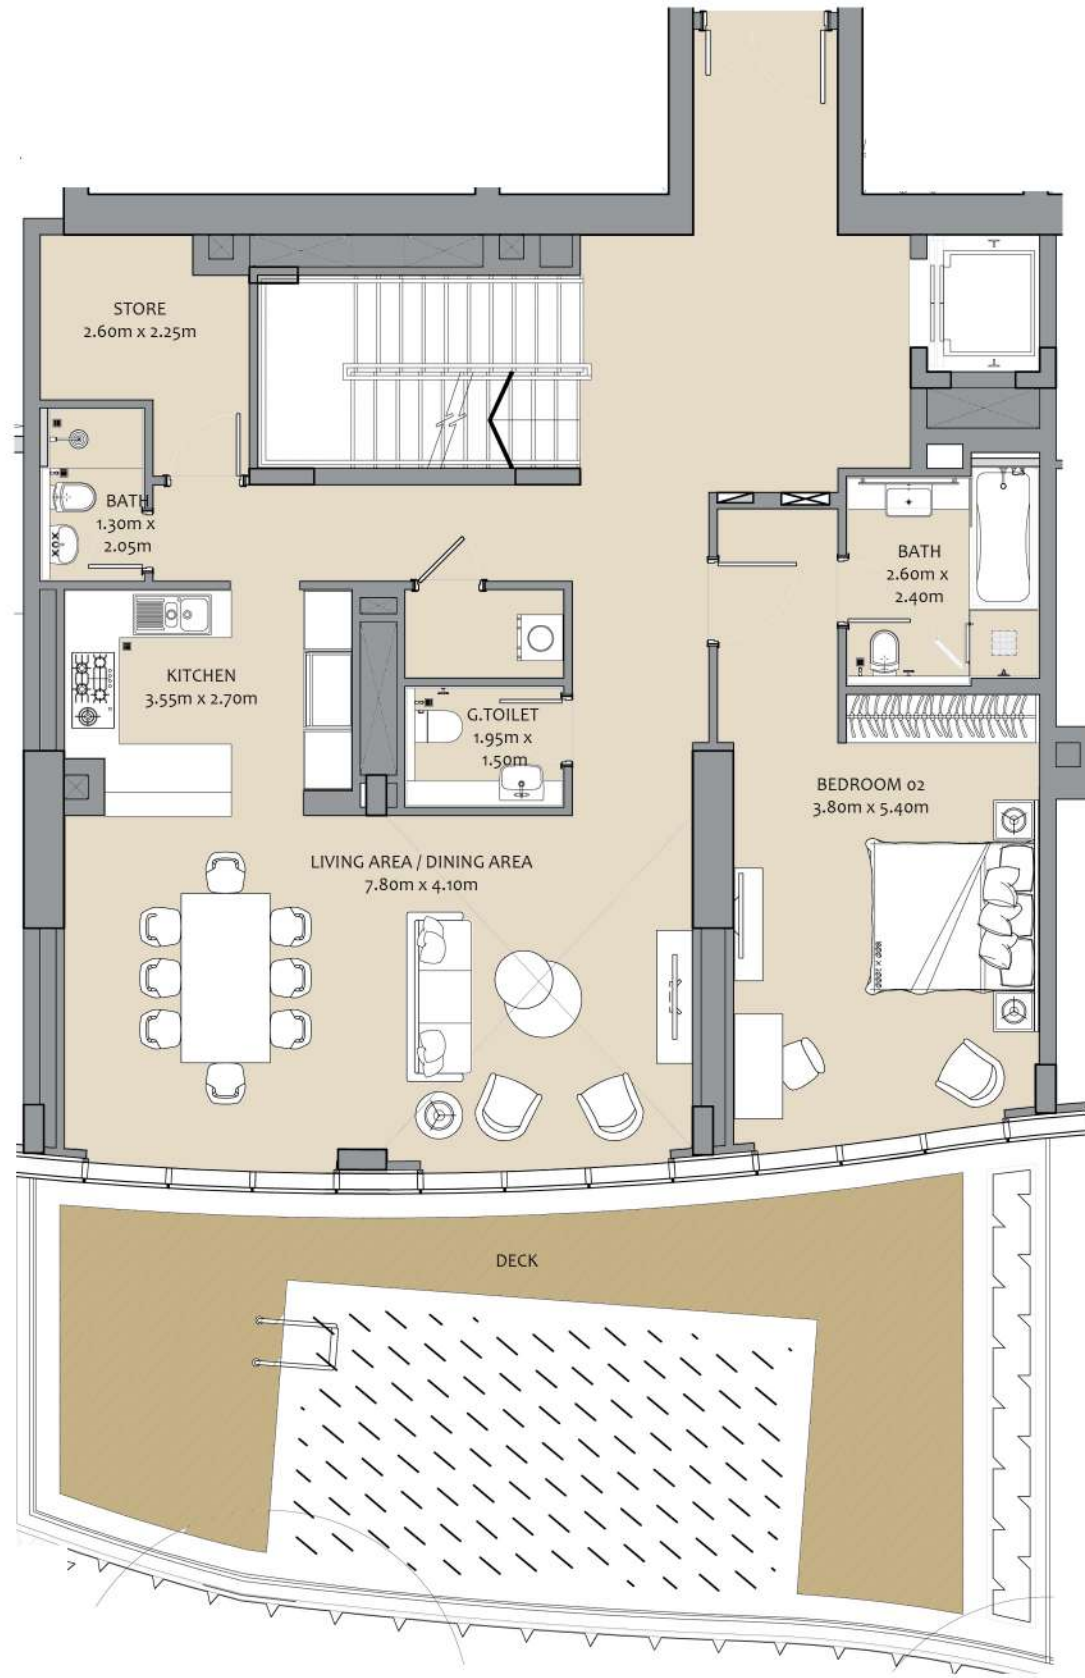 STORE
2.60m x 2.25m
BATH
1.30m x
2.05m
BATH
2.60m x
2.40m
KITCHEN
3.55m x 2.70m
G.TOILET
1.95m x
1.50m
BEDROOM 02
3.80m x 5.40m
LIVING AREA / DINING AREA
7.80m x 4.10m
DECK